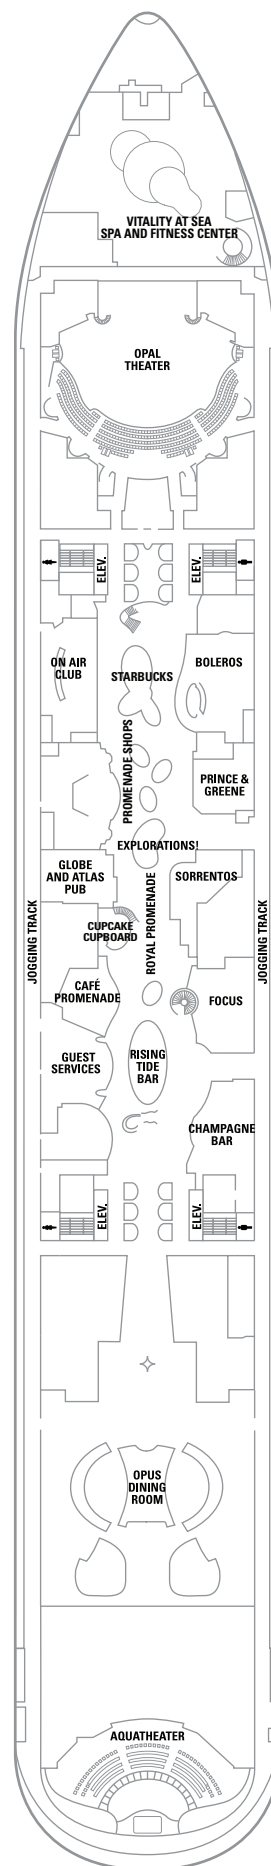 VITALITY AT SEA
SPA AND FITNESS CENTER
OPAL
THEATER
ELEV.
ELEV.
ON AIR
CLUB
STARBUCKS
BOLEROS
PROMENADE SHOPS
PRINCE &
GREENE
EXPLORATIONS!
GLOBE
AND ATLAS
PUB
SORRENTOS
JOGGING TRACK
CUPCAKE
CUPBOARD
ROYAL PROMENADE
JOGGING TRACK
CAFÉ
PROMENADE
FOCUS
GUEST
SERVICES
RISING
TIDE
BAR
CHAMPAGNE
BAR
ELEV.
ELEV.
OPUS
DINING
ROOM
AQUATHEATER